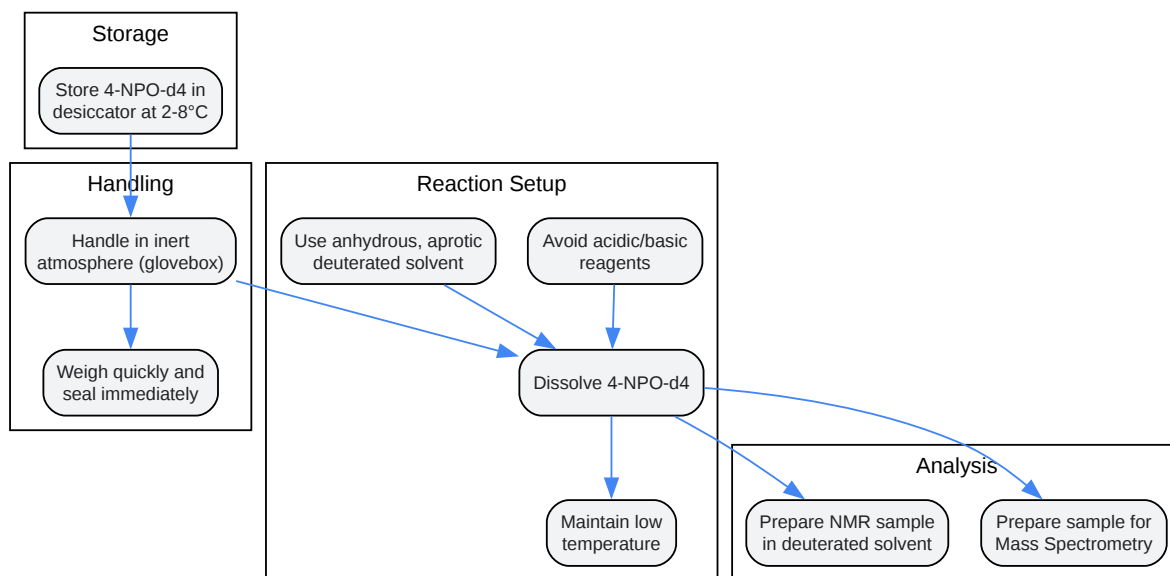 Storage
Store 4-NPO-d4 in
desiccator at 2-8°C
Handling
Handle in inert
atmosphere (glovebox)
Weigh quickly and
seal immediately
Reaction Setup
Use anhydrous, aprotic
deuterated solvent
Avoid acidic/basic
reagents
Dissolve 4-NPO-d4
Maintain low
temperature
Analysis
Prepare NMR sample
in deuterated solvent
Prepare sample for
Mass Spectrometry